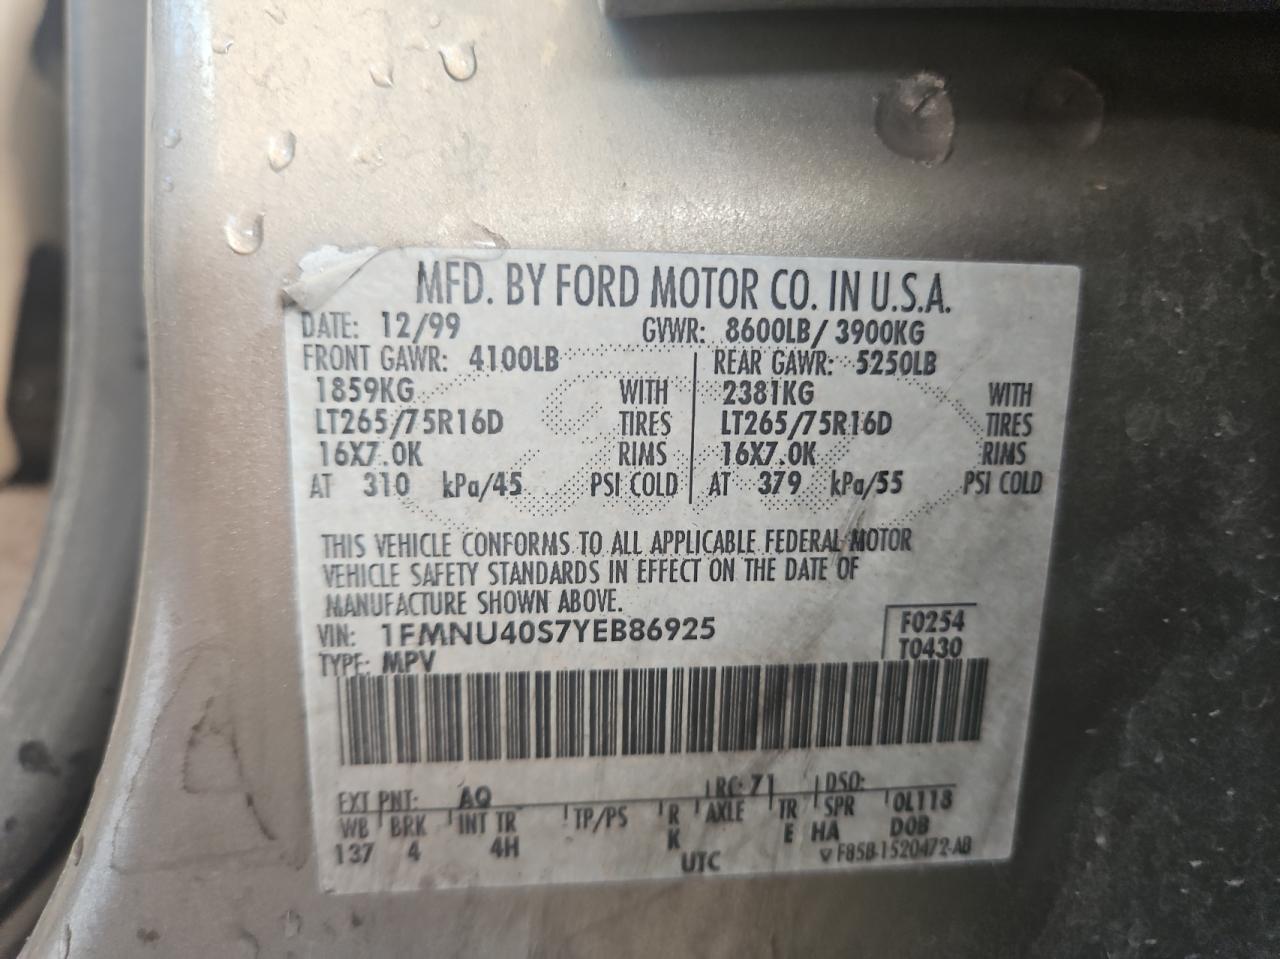 MFD. BY FORD MOTOR CO. IN U.S.A.
DATE: 12/99 GVWR: 8600LB/ 3900KG
FRONT GAWR: 4100LB REAR GAWR: 5250LB
1859KG WITH 2381KG WITH
LT265/75R16D TIRES LT265/75R16D TIRES
16X7.0K RIMS 16X7.0K RIMS
AT 310 kPa/45 PSI COLD AT 379 kPa/55 PSI COLD
THIS VEHICLE CONFORMS TO ALL APPLICABLE FEDERAL MOTOR
VEHICLE SAFETY STANDARDS IN EFFECT ON THE DATE OF
MANUFACTURE SHOWN ABOVE.
VIN: 1FMNU40S7YEB86925 F0254
TYPE: MPV T0430
EXT PNT: AQ RC: 71 DSO:
WB BRK INT TR TP/PS R AXLE TR SPR OL118
137 4 4H K E HA DOB
UTC ▽ F85B-1520472-AB